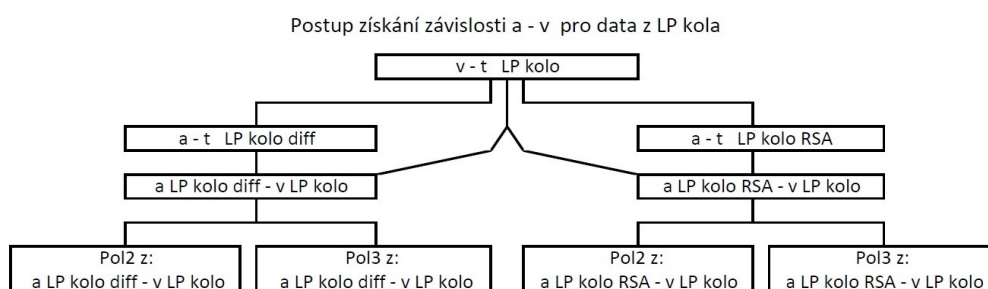 Postup získání závislosti a - v pro data z LP kola
v - t LP kolo
a - t LP kolo diff
a - t LP kolo RSA
a LP kolo diff - v LP kolo
a LP kolo RSA - v LP kolo
Pol2 z:
a LP kolo diff - v LP kolo
Pol3 z:
a LP kolo diff - v LP kolo
Pol2 z:
a LP kolo RSA - v LP kolo
Pol3 z:
a LP kolo RSA - v LP kolo